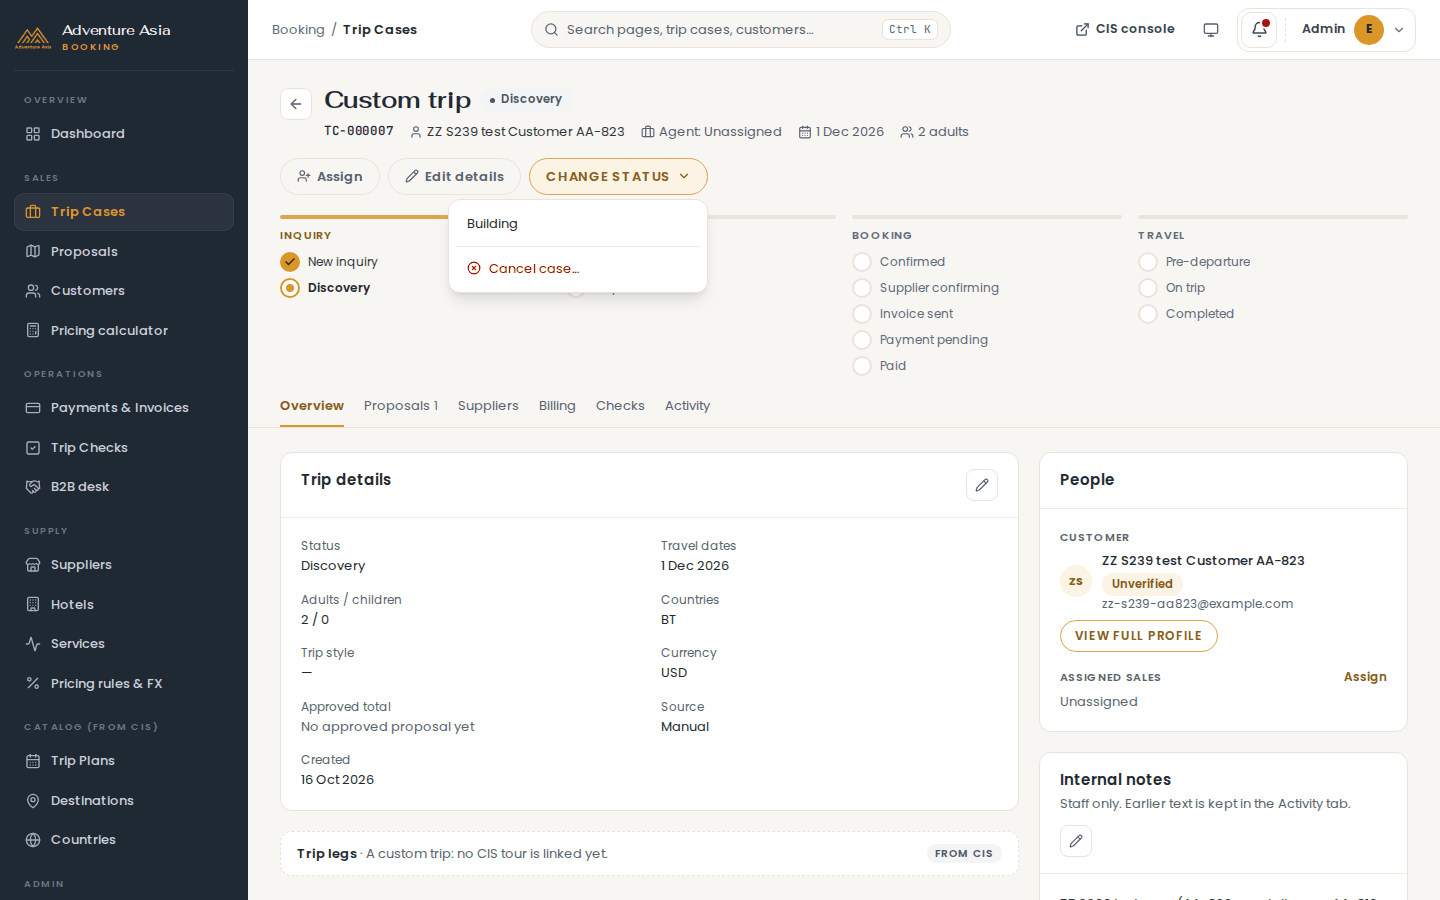 Adventure Asia
BOOKING
Adventure Asia
OVERVIEW
Dashboard
SALES
Trip Cases
Proposals
Customers
Pricing calculator
OPERATIONS
Payments & Invoices
Trip Checks
B2B desk
SUPPLY
Suppliers
Hotels
Services
Pricing rules & FX
CATALOG (FROM CIS)
Trip Plans
Destinations
Countries
ADMIN
Booking / Trip Cases
Search pages, trip cases, customers…
Ctrl K
CIS console
Admin
E
Custom trip
Discovery
TC-000007
ZZ S239 test Customer AA-823
Agent: Unassigned
1 Dec 2026
2 adults
Assign
Edit details
CHANGE STATUS
Building
Cancel case…
INQUIRY
New inquiry
Discovery
BOOKING
Confirmed
Supplier confirming
Invoice sent
Payment pending
Paid
TRAVEL
Pre-departure
On trip
Completed
Overview
Proposals 1
Suppliers
Billing
Checks
Activity
Trip details
Status
Discovery
Travel dates
1 Dec 2026
Adults / children
2 / 0
Countries
BT
Trip style
—
Currency
USD
Approved total
No approved proposal yet
Source
Manual
Created
16 Oct 2026
Trip legs · A custom trip: no CIS tour is linked yet.
FROM CIS
People
CUSTOMER
zs
ZZ S239 test Customer AA-823
Unverified
zz-s239-aa823@example.com
VIEW FULL PROFILE
ASSIGNED SALES
Assign
Unassigned
Internal notes
Staff only. Earlier text is kept in the Activity tab.